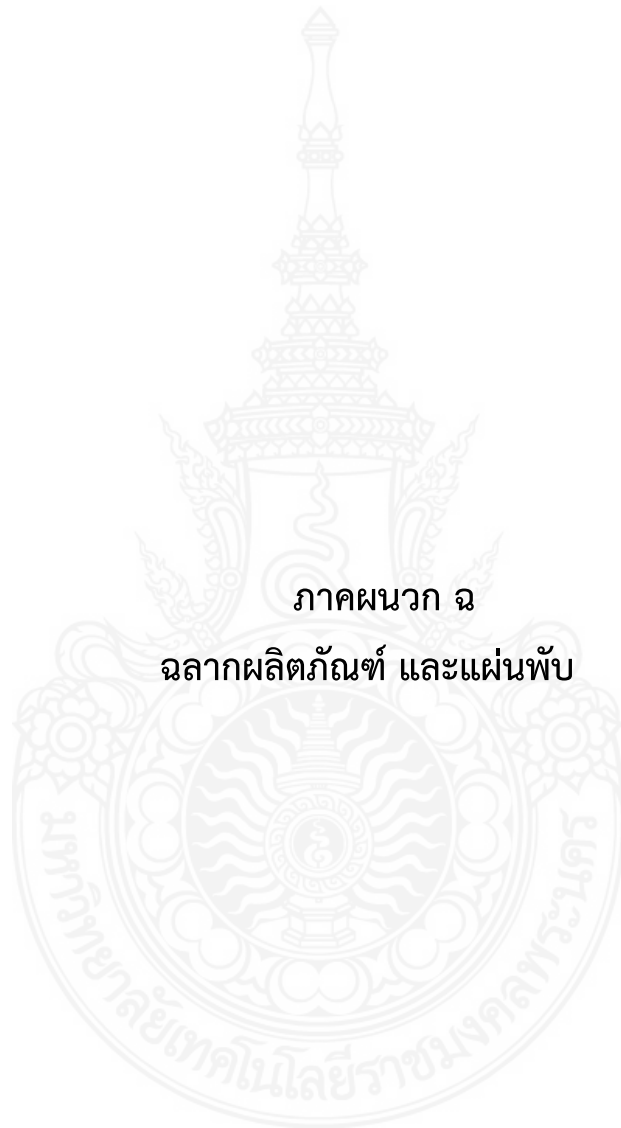 ภาคผนวก ฉ
ฉลากผลิตภัณฑ์ และแผ่นพับ
มหาวิทยาลัยเทคโนโลยีราชมงคลพระนคร